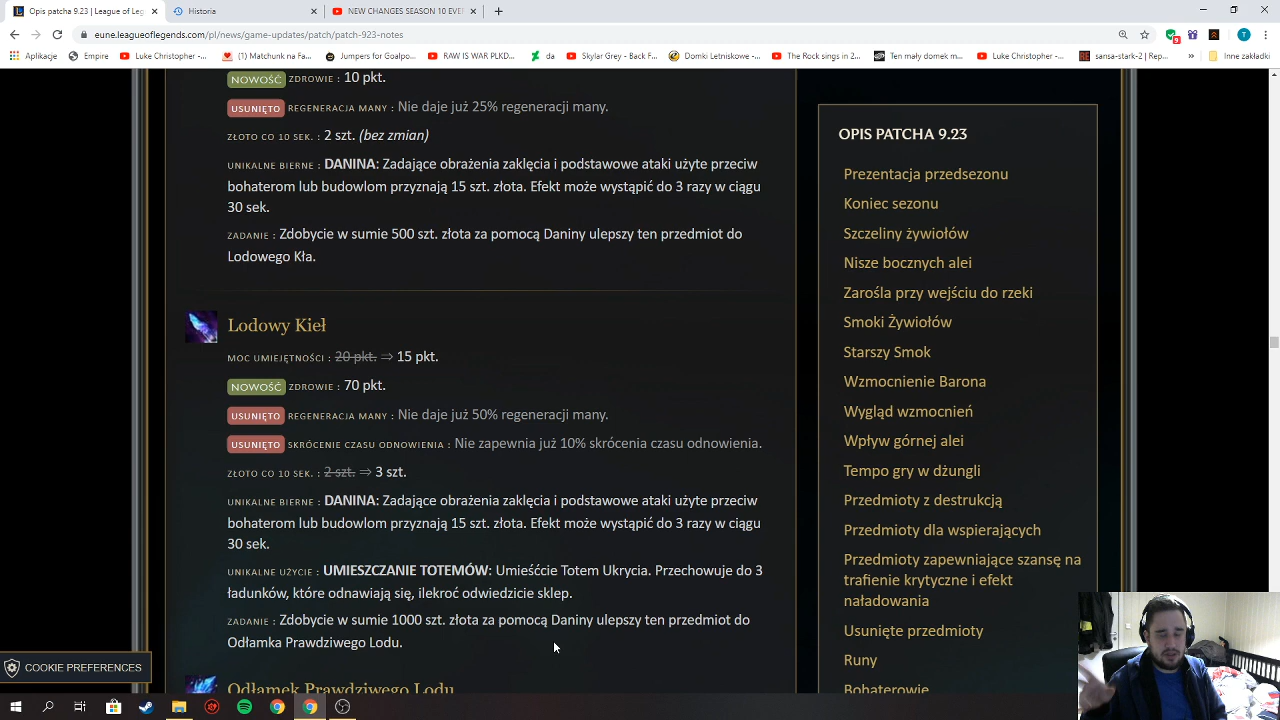 Opis patcha 9.23 | League of Leg
Historia
NEW CHANGES SEASON 10 EVE
eune.leagueoflegends.com/pl/news/game-updates/patch/patch-923-notes
9
T
Aplikacje
Empire
Luke Christopher -...
(2) Matchunk na Fa...
Jumpers for Goalpo...
RAW IS WAR PLKD...
da
Skylar Grey - Back F...
Domki Letniskowe -...
The Rock sings in 2...
Ten mały domek m...
Luke Christopher -...
sansa-stark-2 | Rep...
»
Inne zakładki
NOWOŚĆ ZDROWIE : 10 pkt.
USUNIĘTO REGENERACJA MANY : Nie daje już 25% regeneracji many.
ZŁOTO CO 10 SEK. : 2 szt. (bez zmian)
UNIKALNE BIERNE : DANINA: Zadające obrażenia zaklęcia i podstawowe ataki użyte przeciw
bohaterom lub budowlom przyznają 15 szt. złota. Efekt może wystąpić do 3 razy w ciągu
30 sek.
ZADANIE : Zdobycie w sumie 500 szt. złota za pomocą Daniny ulepszy ten przedmiot do
Lodowego Kła.
Lodowy Kieł
MOC UMIEJĘTNOŚCI : 20 pkt. ⇒ 15 pkt.
NOWOŚĆ ZDROWIE : 70 pkt.
USUNIĘTO REGENERACJA MANY : Nie daje już 50% regeneracji many.
USUNIĘTO SKRÓCENIE CZASU ODNOWIENIA : Nie zapewnia już 10% skrócenia czasu odnowienia.
ZŁOTO CO 10 SEK. : 2 szt. ⇒ 3 szt.
UNIKALNE BIERNE : DANINA: Zadające obrażenia zaklęcia i podstawowe ataki użyte przeciw
bohaterom lub budowlom przyznają 15 szt. złota. Efekt może wystąpić do 3 razy w ciągu
30 sek.
UNIKALNE UŻYCIE : UMIESZCZANIE TOTEMÓW: Umieśćcie Totem Ukrycia. Przechowuje do 3
ładunków, które odnawiają się, ilekroć odwiedzicie sklep.
ZADANIE : Zdobycie w sumie 1000 szt. złota za pomocą Daniny ulepszy ten przedmiot do
Odłamka Prawdziwego Lodu.
Odłamek Prawdziwego Lodu
OPIS PATCHA 9.23
Prezentacja przedsezonu
Koniec sezonu
Szczeliny żywiołów
Nisze bocznych alei
Zarośla przy wejściu do rzeki
Smoki Żywiołów
Starszy Smok
Wzmocnienie Barona
Wygląd wzmocnień
Wpływ górnej alei
Tempo gry w dżungli
Przedmioty z destrukcją
Przedmioty dla wspierających
Przedmioty zapewniające szansę na
trafienie krytyczne i efekt
naładowania
Usunięte przedmioty
Runy
Bohaterowie
COOKIE PREFERENCES